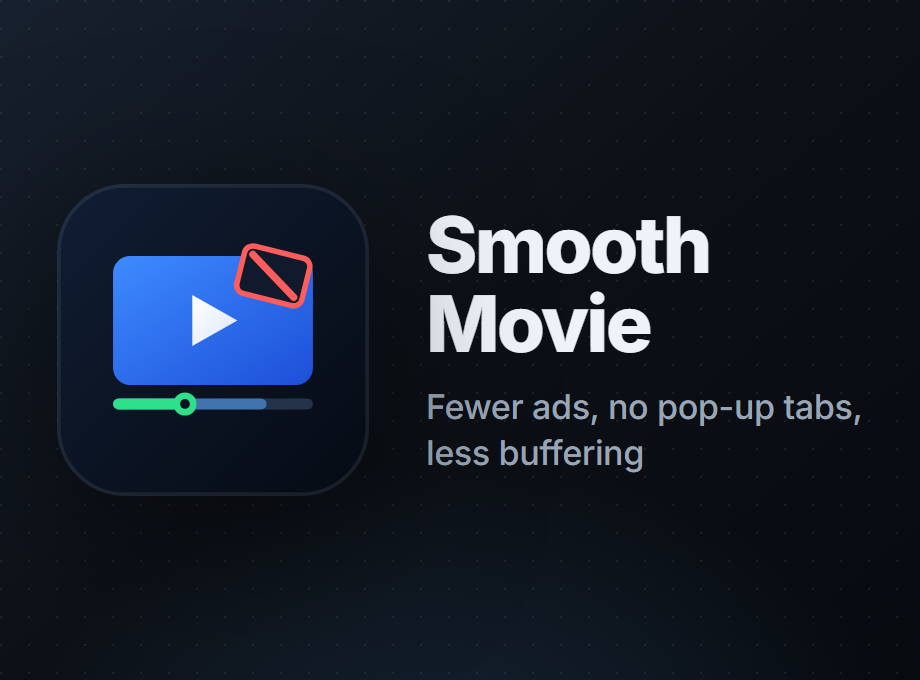 Smooth
Movie
Fewer ads, no pop-up tabs,
less buffering